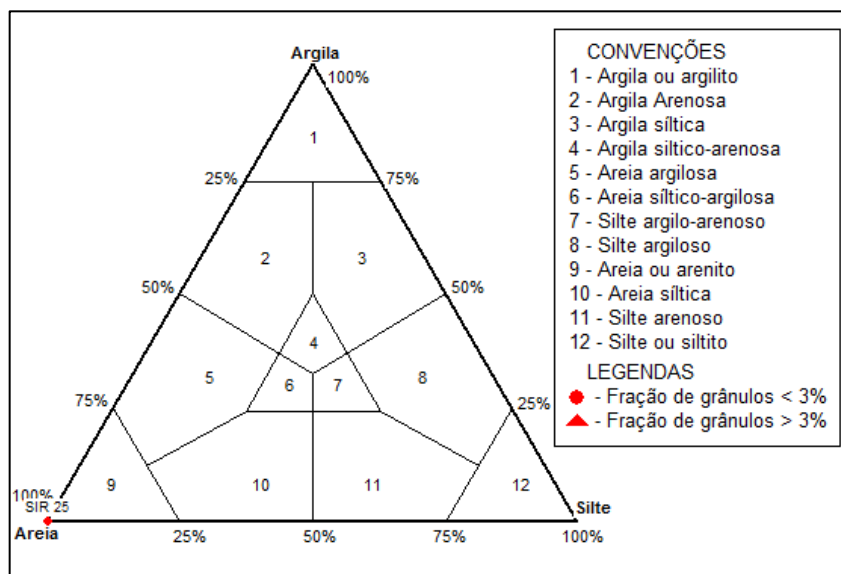 Argila
100%
1
25%
75%
2
3
50%
50%
4
5
6
7
8
75%
25%
9
10
11
12
100%
SIR 25
Areia
Silte
25%
50%
75%
100%
CONVENÇÕES
1 - Argila ou argilito
2 - Argila Arenosa
3 - Argila síltica
4 - Argila siltico-arenosa
5 - Areia argilosa
6 - Areia síltico-argilosa
7 - Silte argilo-arenoso
8 - Silte argiloso
9 - Areia ou arenito
10 - Areia síltica
11 - Silte arenoso
12 - Silte ou siltito
LEGENDAS
- Fração de grânulos < 3%
- Fração de grânulos > 3%